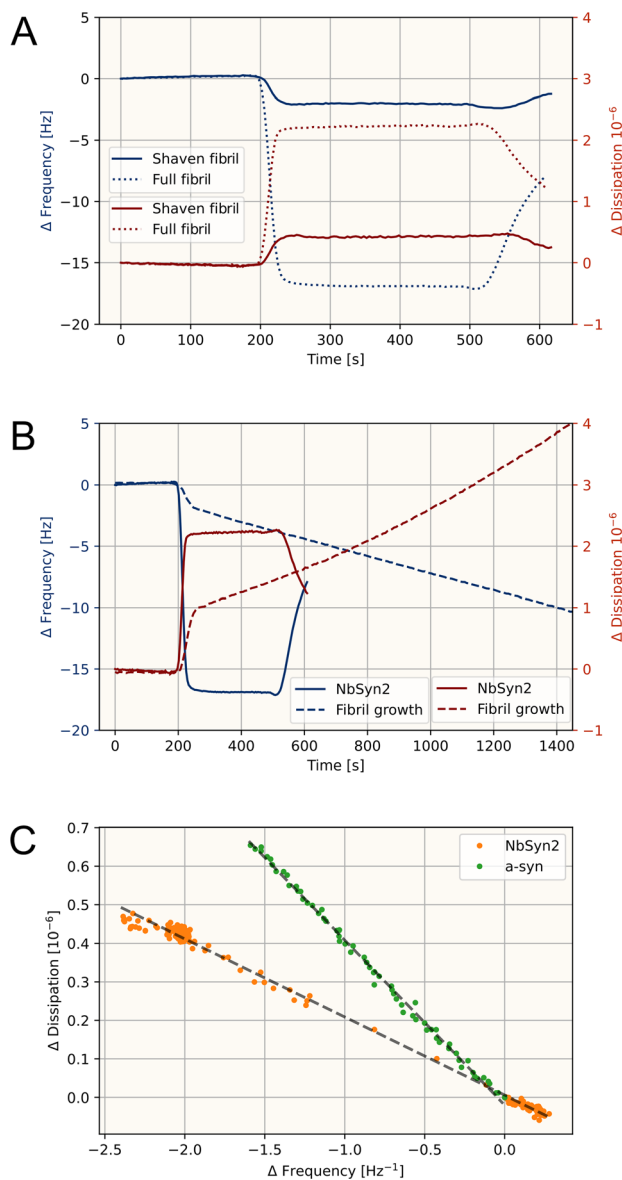 A
5
0
−5
−10
−15
−20
Δ Frequency [Hz]
Shaven fibril
Full fibril
Shaven fibril
Full fibril
4
3
2
1
0
−1
Δ Dissipation 10⁻⁶
0 100 200 300 400 500 600
Time [s]
B
5
0
−5
−10
−15
−20
Δ Frequency [Hz]
NbSyn2
Fibril growth
NbSyn2
Fibril growth
4
3
2
1
0
−1
Δ Dissipation 10⁻⁶
0 200 400 600 800 1000 1200 1400
Time [s]
C
0.7
0.6
0.5
0.4
0.3
0.2
0.1
0.0
Δ Dissipation [10⁻⁶]
NbSyn2
a-syn
−2.5 −2.0 −1.5 −1.0 −0.5 0.0
Δ Frequency [Hz⁻¹]